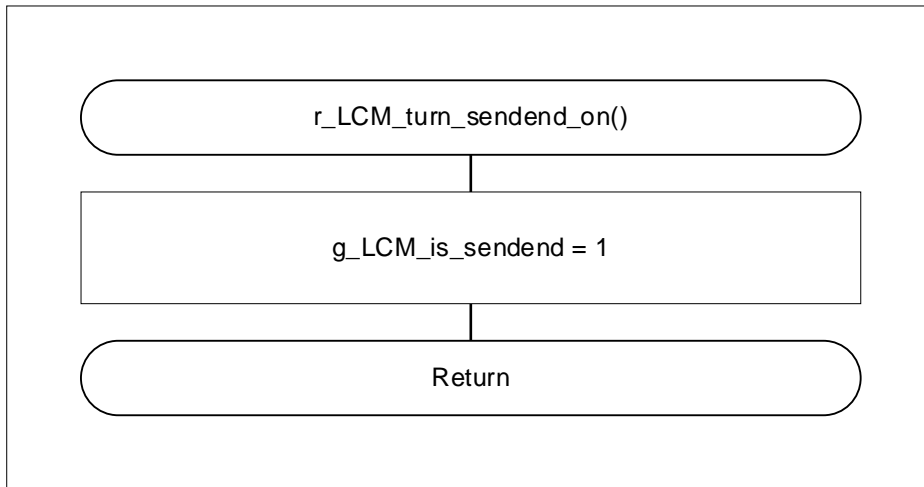 r_LCM_turn_sendend_on()
g_LCM_is_sendend = 1
Return